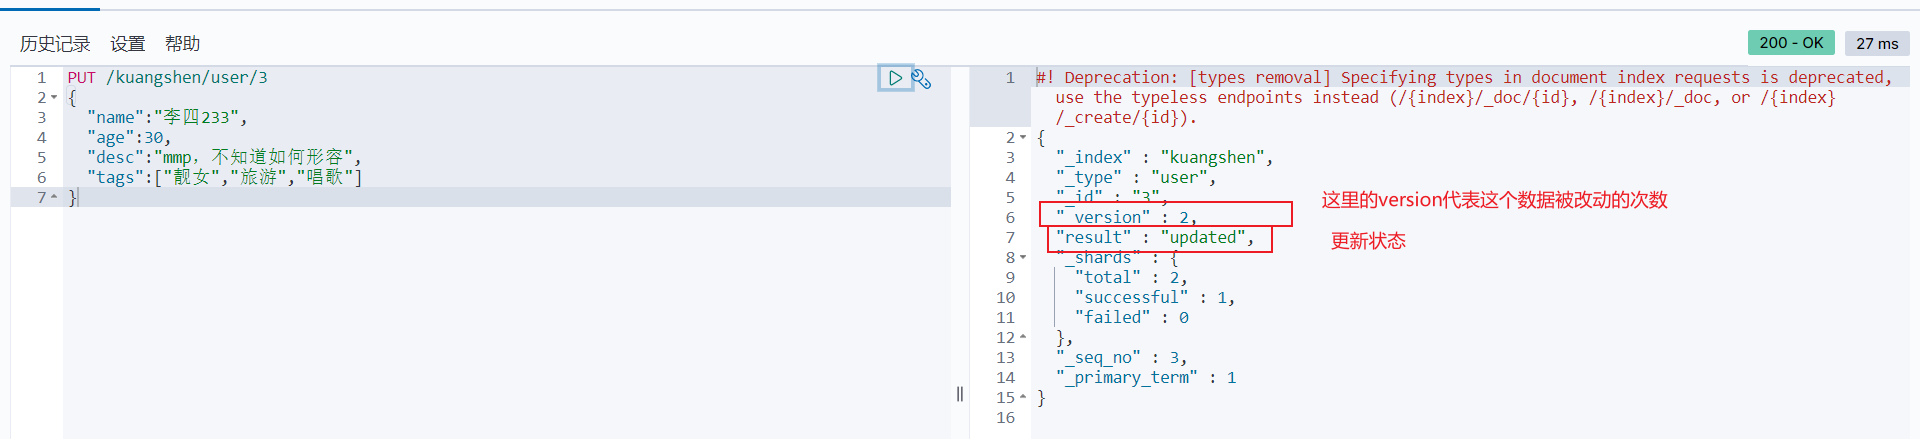 历史记录 设置 帮助
200 - OK 27 ms
1 PUT /kuangshen/user/3
2 {
3 "name":"李四233",
4 "age":30,
5 "desc":"mmp, 不知道如何形容",
6 "tags":["靓女","旅游","唱歌"]
7 }
1 #! Deprecation: [types removal] Specifying types in document index requests is deprecated,
use the typeless endpoints instead (/{index}/_doc/{id}, /{index}/_doc, or /{index}
/_create/{id}).
2 {
3 "_index" : "kuangshen",
4 "_type" : "user",
5 "_id" : "3",
6 "_version" : 2,
这里的version代表这个数据被改动的次数
7 "result" : "updated",
更新状态
8 "_shards" : {
9 "total" : 2,
10 "successful" : 1,
11 "failed" : 0
12 },
13 "_seq_no" : 3,
14 "_primary_term" : 1
15 }
16